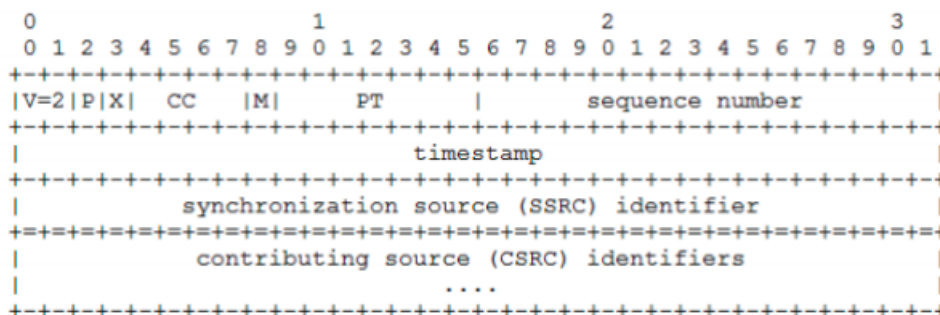 0                   1                   2                   3
0 1 2 3 4 5 6 7 8 9 0 1 2 3 4 5 6 7 8 9 0 1 2 3 4 5 6 7 8 9 0 1
+-+-+-+-+-+-+-+-+-+-+-+-+-+-+-+-+-+-+-+-+-+-+-+-+-+-+-+-+-+-+-+-+
|V=2|P|X|  CC   |M|     PT      |       sequence number         |
+-+-+-+-+-+-+-+-+-+-+-+-+-+-+-+-+-+-+-+-+-+-+-+-+-+-+-+-+-+-+-+-+
|                           timestamp                           |
+-+-+-+-+-+-+-+-+-+-+-+-+-+-+-+-+-+-+-+-+-+-+-+-+-+-+-+-+-+-+-+-+
|           synchronization source (SSRC) identifier            |
+=+=+=+=+=+=+=+=+=+=+=+=+=+=+=+=+=+=+=+=+=+=+=+=+=+=+=+=+=+=+=+=+
|            contributing source (CSRC) identifiers             |
|                             ....                              |
+-+-+-+-+-+-+-+-+-+-+-+-+-+-+-+-+-+-+-+-+-+-+-+-+-+-+-+-+-+-+-+-+